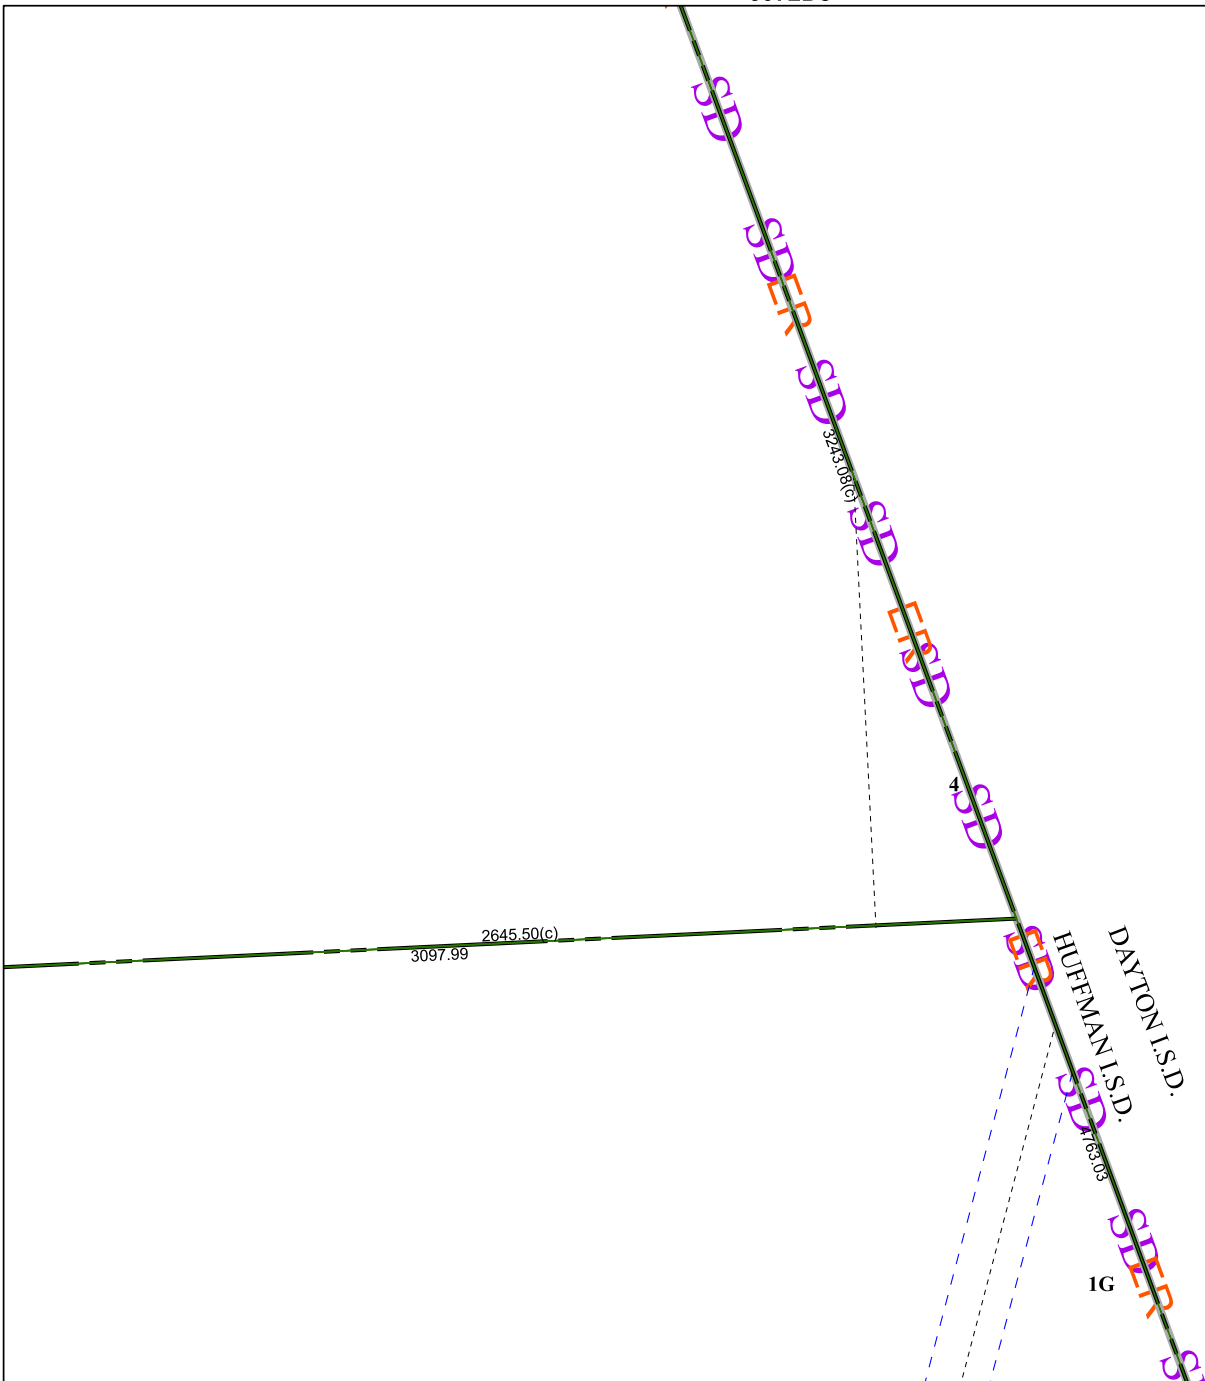 SD
SD
ER
SD
3243.08(c)
SD
ER
SD
4
SD
2645.50(c)
3097.99
SD
ER
HUFFMAN I.S.D.
DAYTON I.S.D.
SD
4763.03
SD
ER
1G